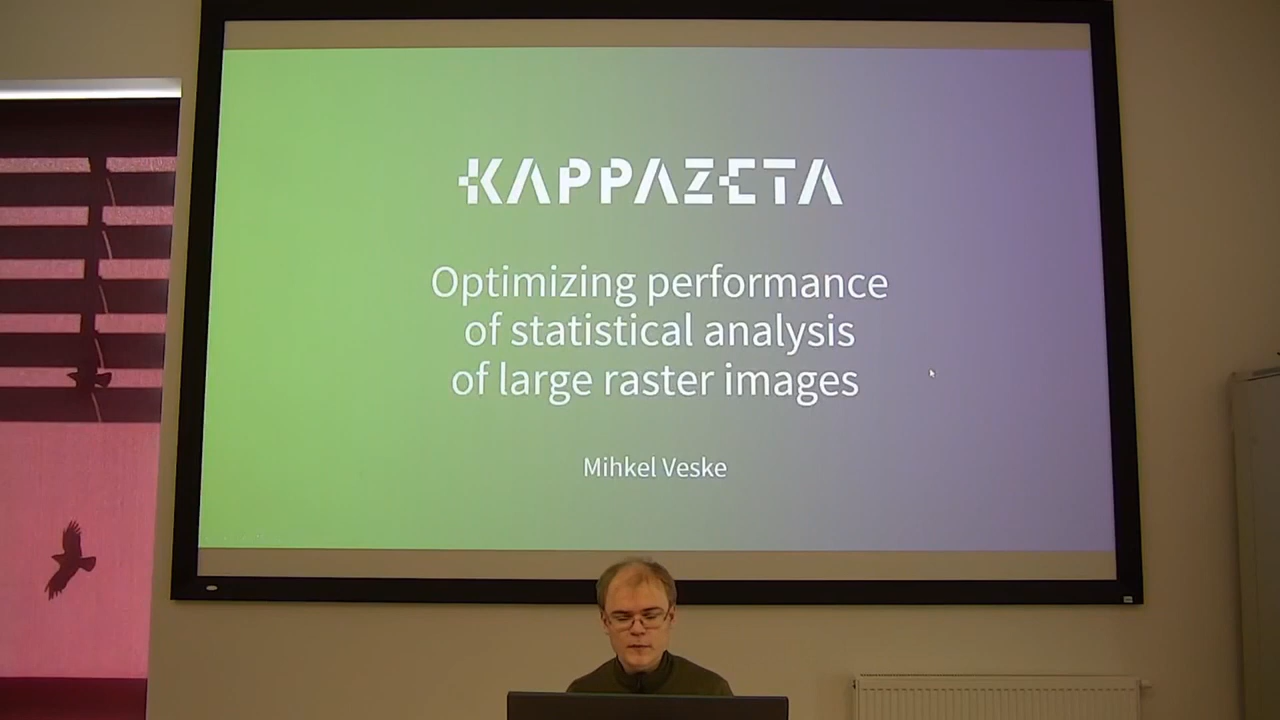 KAPPAZETA
Optimizing performance
of statistical analysis
of large raster images
Mihkel Veske